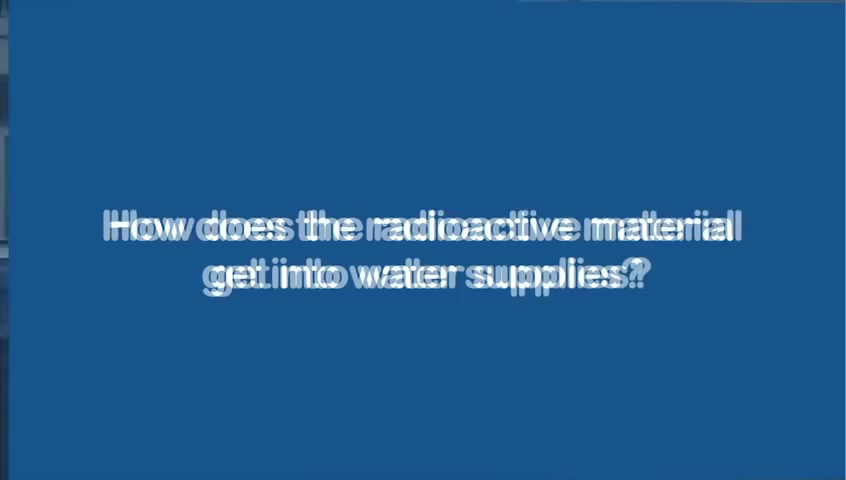 How does the radioactive material
get into water supplies?